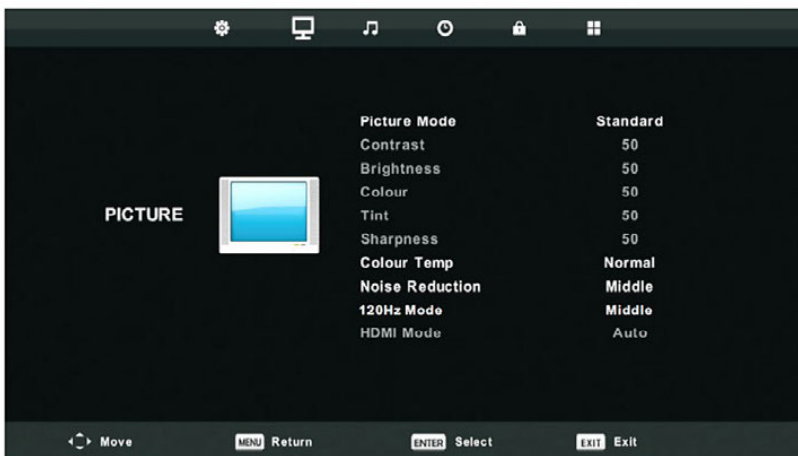 Picture Mode Standard
Contrast 50
Brightness 50
Colour 50
Tint 50
PICTURE
Sharpness 50
Colour Temp Normal
Noise Reduction Middle
120Hz Mode Middle
HDMI Mode Auto
Move MENU Return ENTER Select EXIT Exit